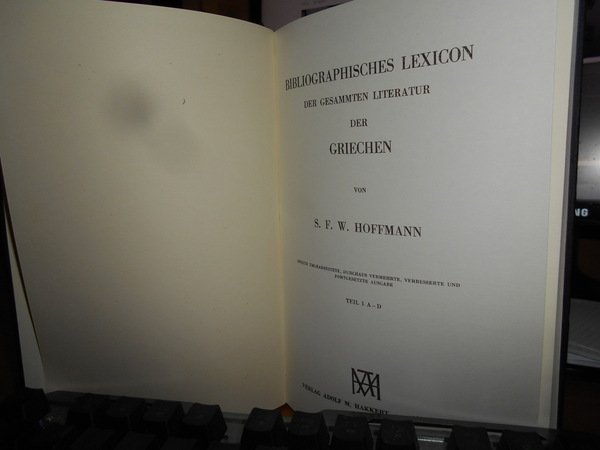 BIBLIOGRAPHISCHES LEXICON
DER GESAMMTEN LITERATUR
DER
GRIECHEN
VON
S. F. W. HOFFMANN
ZWEITE UMGEARBEITETE, DURCHAUS VERMEHRTE, VERBESSERTE UND
FORTGESETZTE AUSGABE
TEIL I A–D
VERLAG ADOLF M. HAKKERT
NG